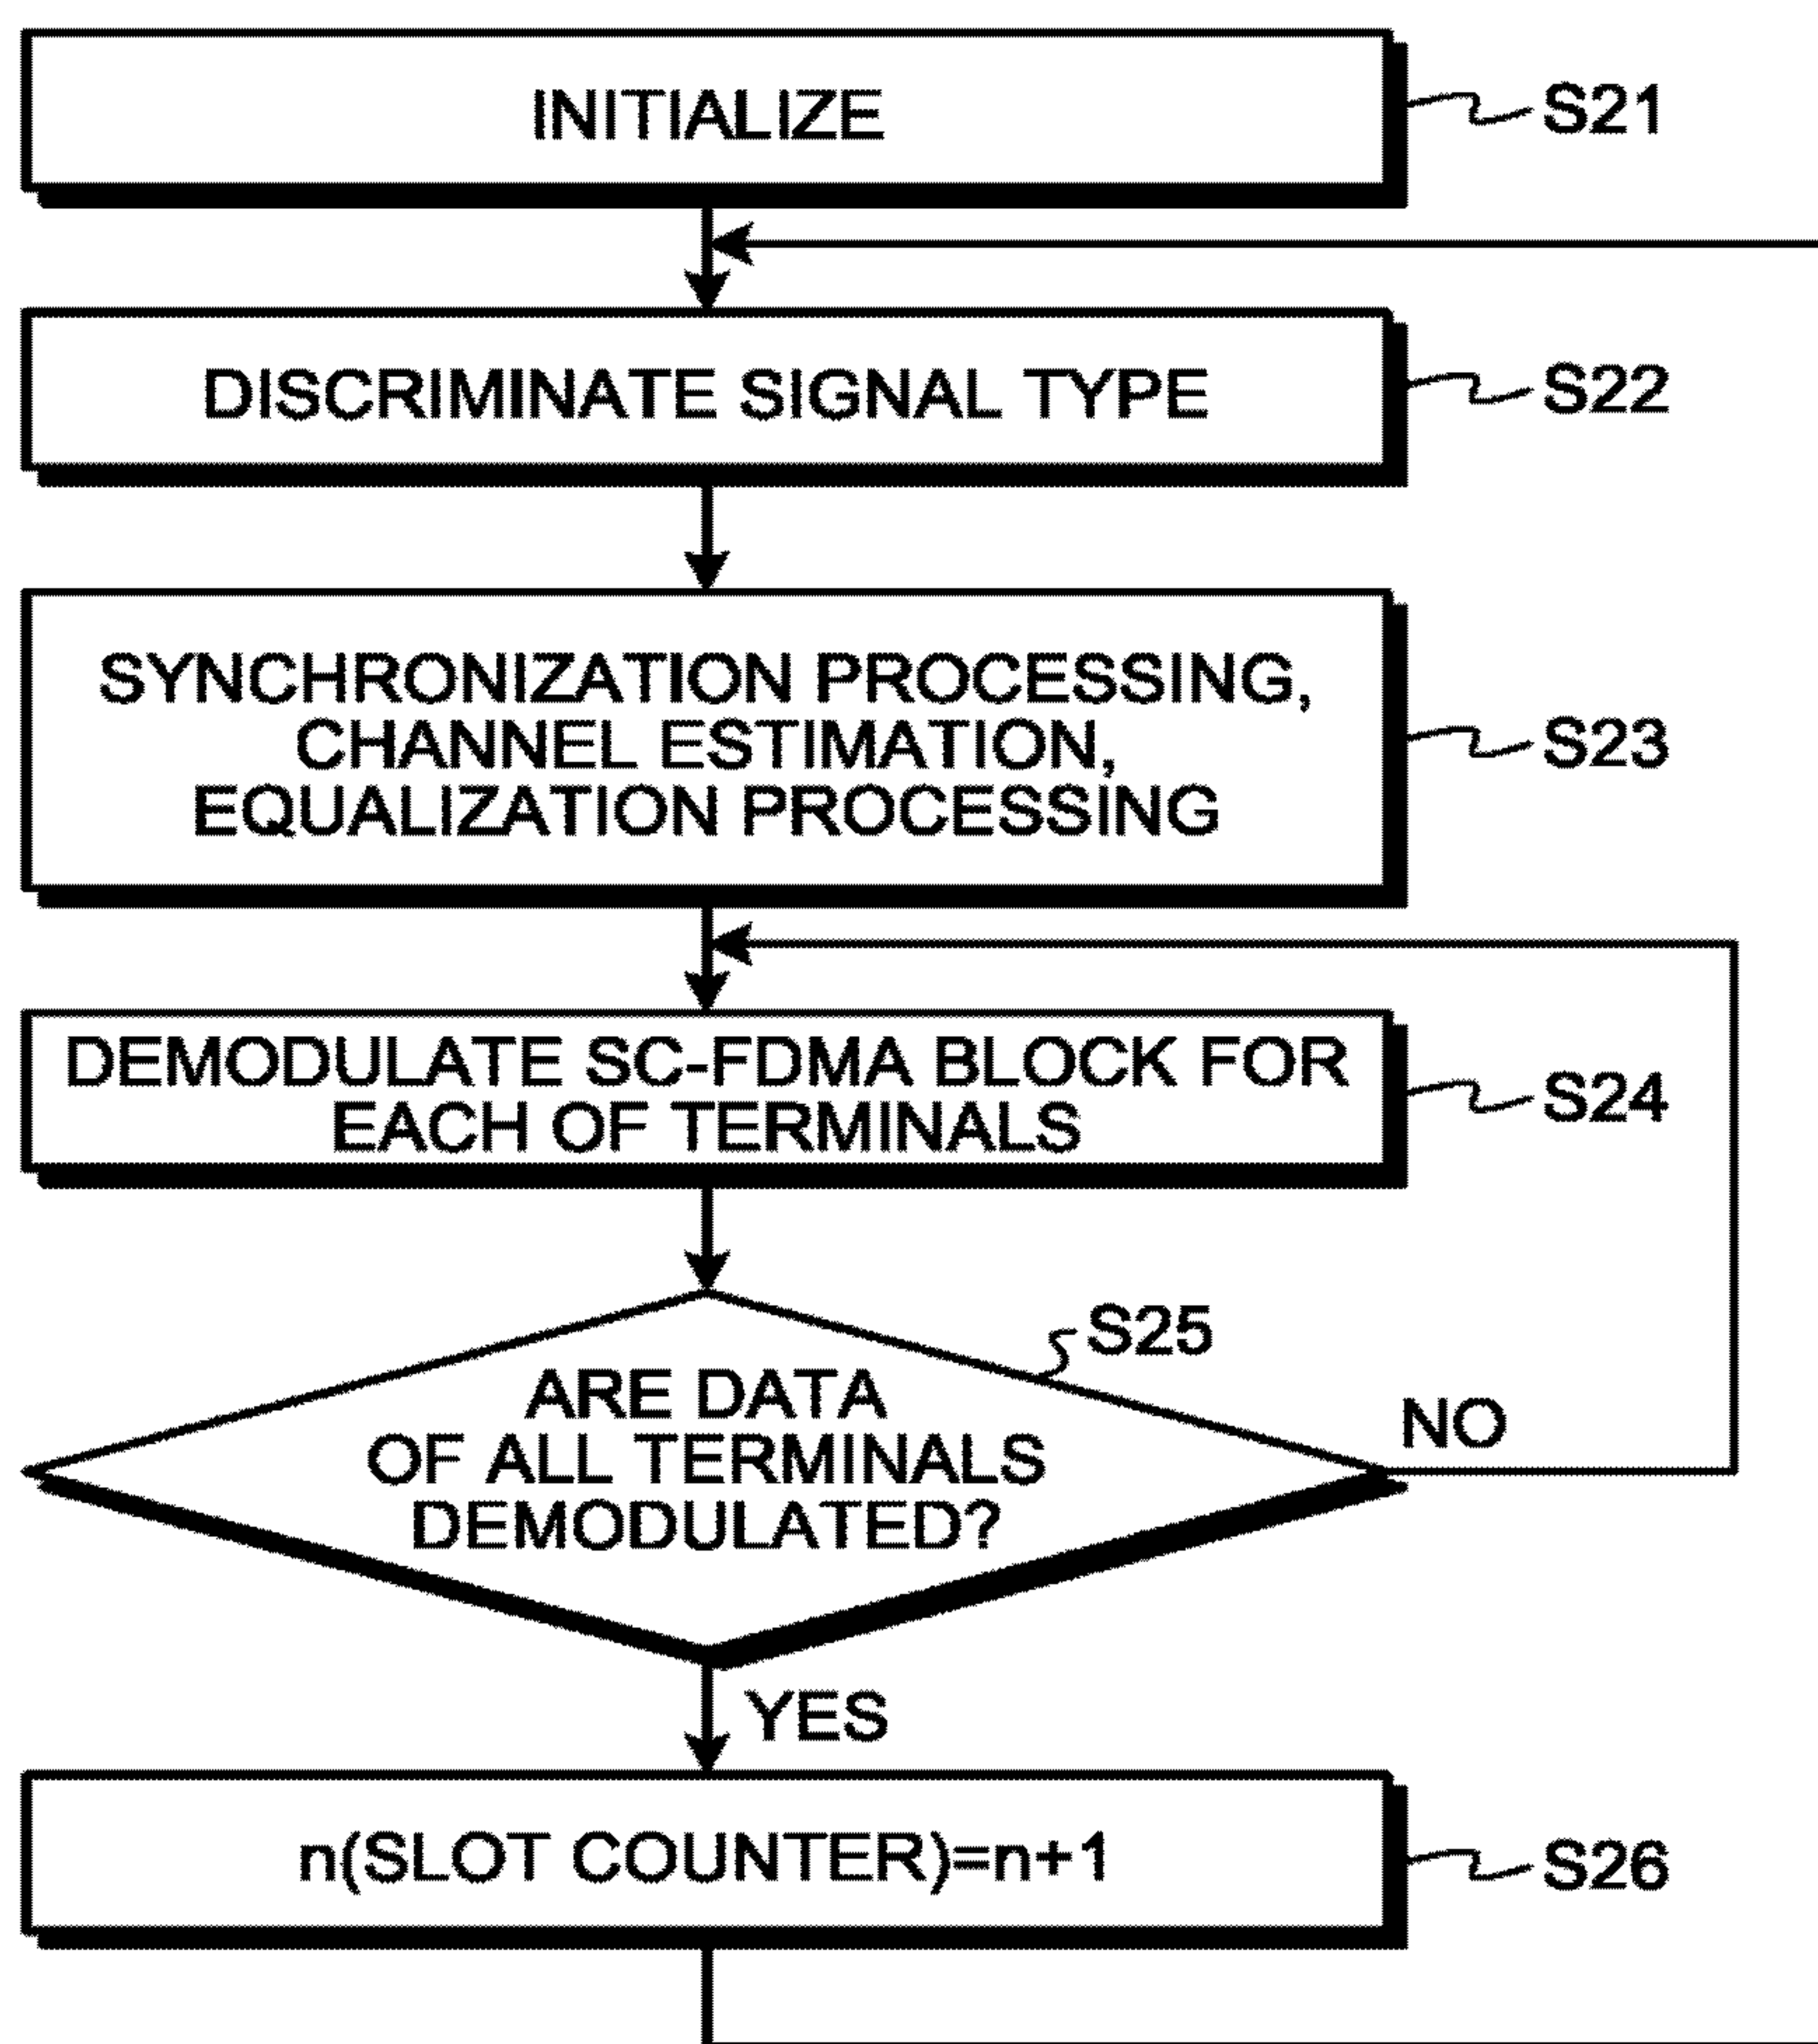 INITIALIZE
S21
DISCRIMINATE SIGNAL TYPE
S22
SYNCHRONIZATION PROCESSING,
CHANNEL ESTIMATION,
EQUALIZATION PROCESSING
S23
DEMODULATE SC-FDMA BLOCK FOR
EACH OF TERMINALS
S24
S25
ARE DATA
OF ALL TERMINALS
DEMODULATED?
NO
YES
n(SLOT COUNTER)=n+1
S26